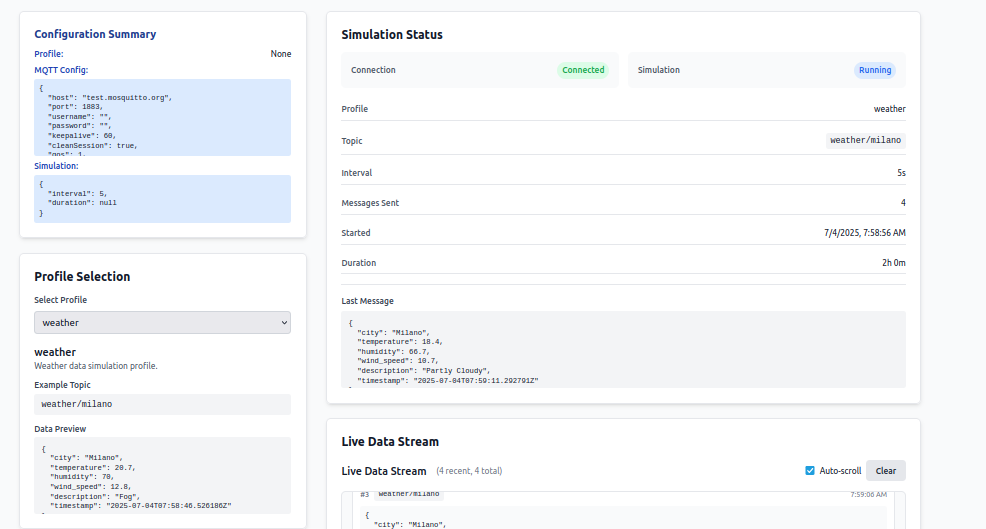 Configuration Summary
Profile: None
MQTT Config:
{
"host": "test.mosquitto.org",
"port": 1883,
"username": "",
"password": "",
"keepalive": 60,
"cleanSession": true,
"qos": 1,
Simulation:
{
"interval": 5,
"duration": null
}
Profile Selection
Select Profile
weather
weather
Weather data simulation profile.
Example Topic
weather/milano
Data Preview
{
"city": "Milano",
"temperature": 20.7,
"humidity": 70,
"wind_speed": 12.8,
"description": "Fog",
"timestamp": "2025-07-04T07:58:46.526186Z"
Simulation Status
Connection Connected
Simulation Running
Profile weather
Topic weather/milano
Interval 5s
Messages Sent 4
Started 7/4/2025, 7:58:56 AM
Duration 2h 0m
Last Message
{
"city": "Milano",
"temperature": 18.4,
"humidity": 66.7,
"wind_speed": 10.7,
"description": "Partly Cloudy",
"timestamp": "2025-07-04T07:59:11.292791Z"
Live Data Stream
Live Data Stream (4 recent, 4 total) Auto-scroll Clear
#3 weather/milano 7:59:06 AM
{
"city": "Milano",